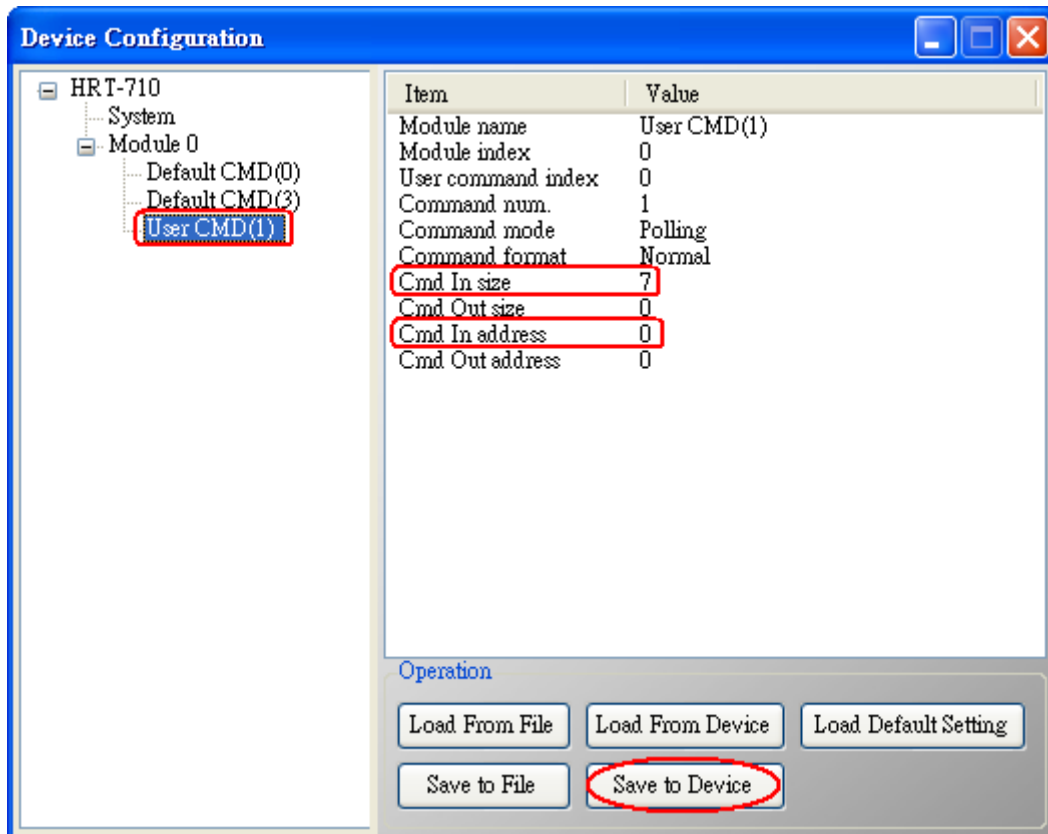 Device Configuration
HRT-710
System
Module 0
Default CMD(0)
Default CMD(3)
User CMD(1)
Item Value
Module name User CMD(1)
Module index 0
User command index 0
Command num. 1
Command mode Polling
Command format Normal
Cmd In size 7
Cmd Out size 0
Cmd In address 0
Cmd Out address 0
Operation
Load From File Load From Device Load Default Setting
Save to File Save to Device